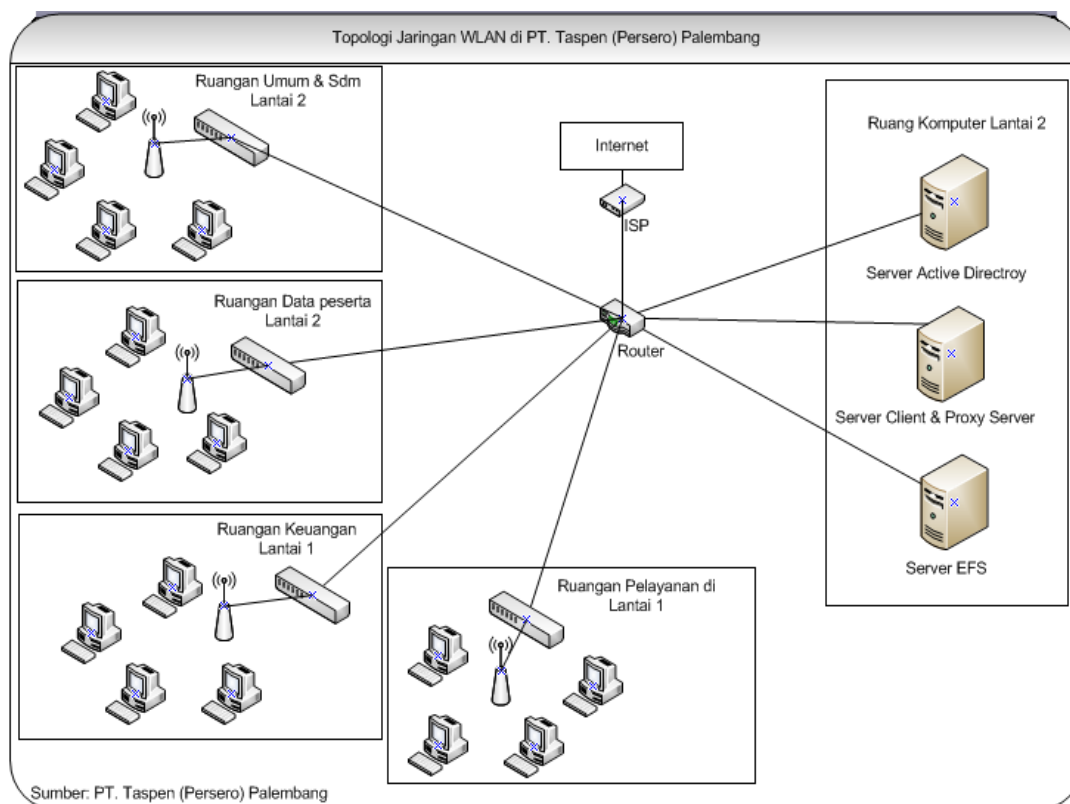 Topologi Jaringan WLAN di PT. Taspen (Persero) Palembang
Ruangan Umum & Sdm
Lantai 2
Internet
ISP
Router
Ruang Komputer Lantai 2
Server Active Directroy
Server Client & Proxy Server
Server EFS
Ruangan Data peserta
Lantai 2
Ruangan Keuangan
Lantai 1
Ruangan Pelayanan di
Lantai 1
Sumber: PT. Taspen (Persero) Palembang